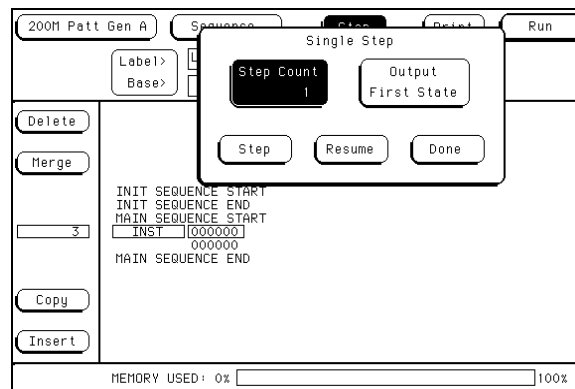 200M Patt Gen A
Sequence
Step
Print
Run
Single Step
Label>
Base>
Step Count
1
Output
First State
Step
Resume
Done
Delete
Merge
3
Copy
Insert
INIT SEQUENCE START
INIT SEQUENCE END
MAIN SEQUENCE START
INST 000000
000000
MAIN SEQUENCE END
MEMORY USED: 0% 100%